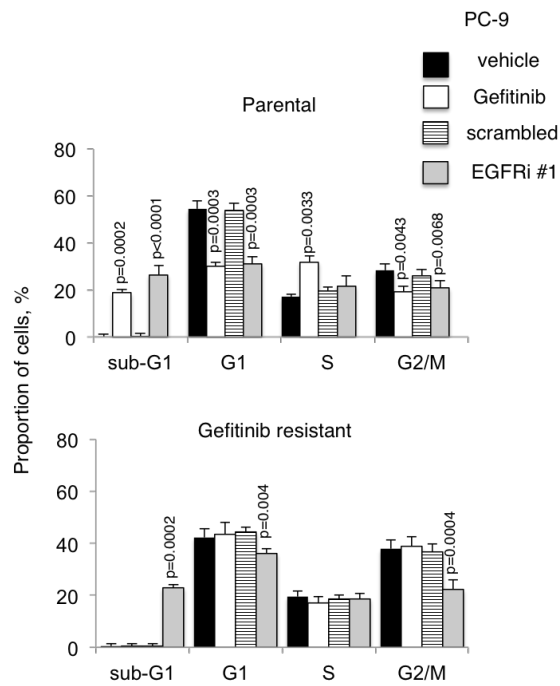 PC-9
vehicle
Gefitinib
scrambled
EGFRi #1
Parental
Proportion of cells, %
80
60
40
20
0
p=0.0002
p<0.0001
p=0.0003
p=0.0003
p=0.0033
p=0.0043
p=0.0068
sub-G1 G1 S G2/M
Gefitinib resistant
80
60
40
20
0
p=0.0002
p=0.004
p=0.0004
sub-G1 G1 S G2/M